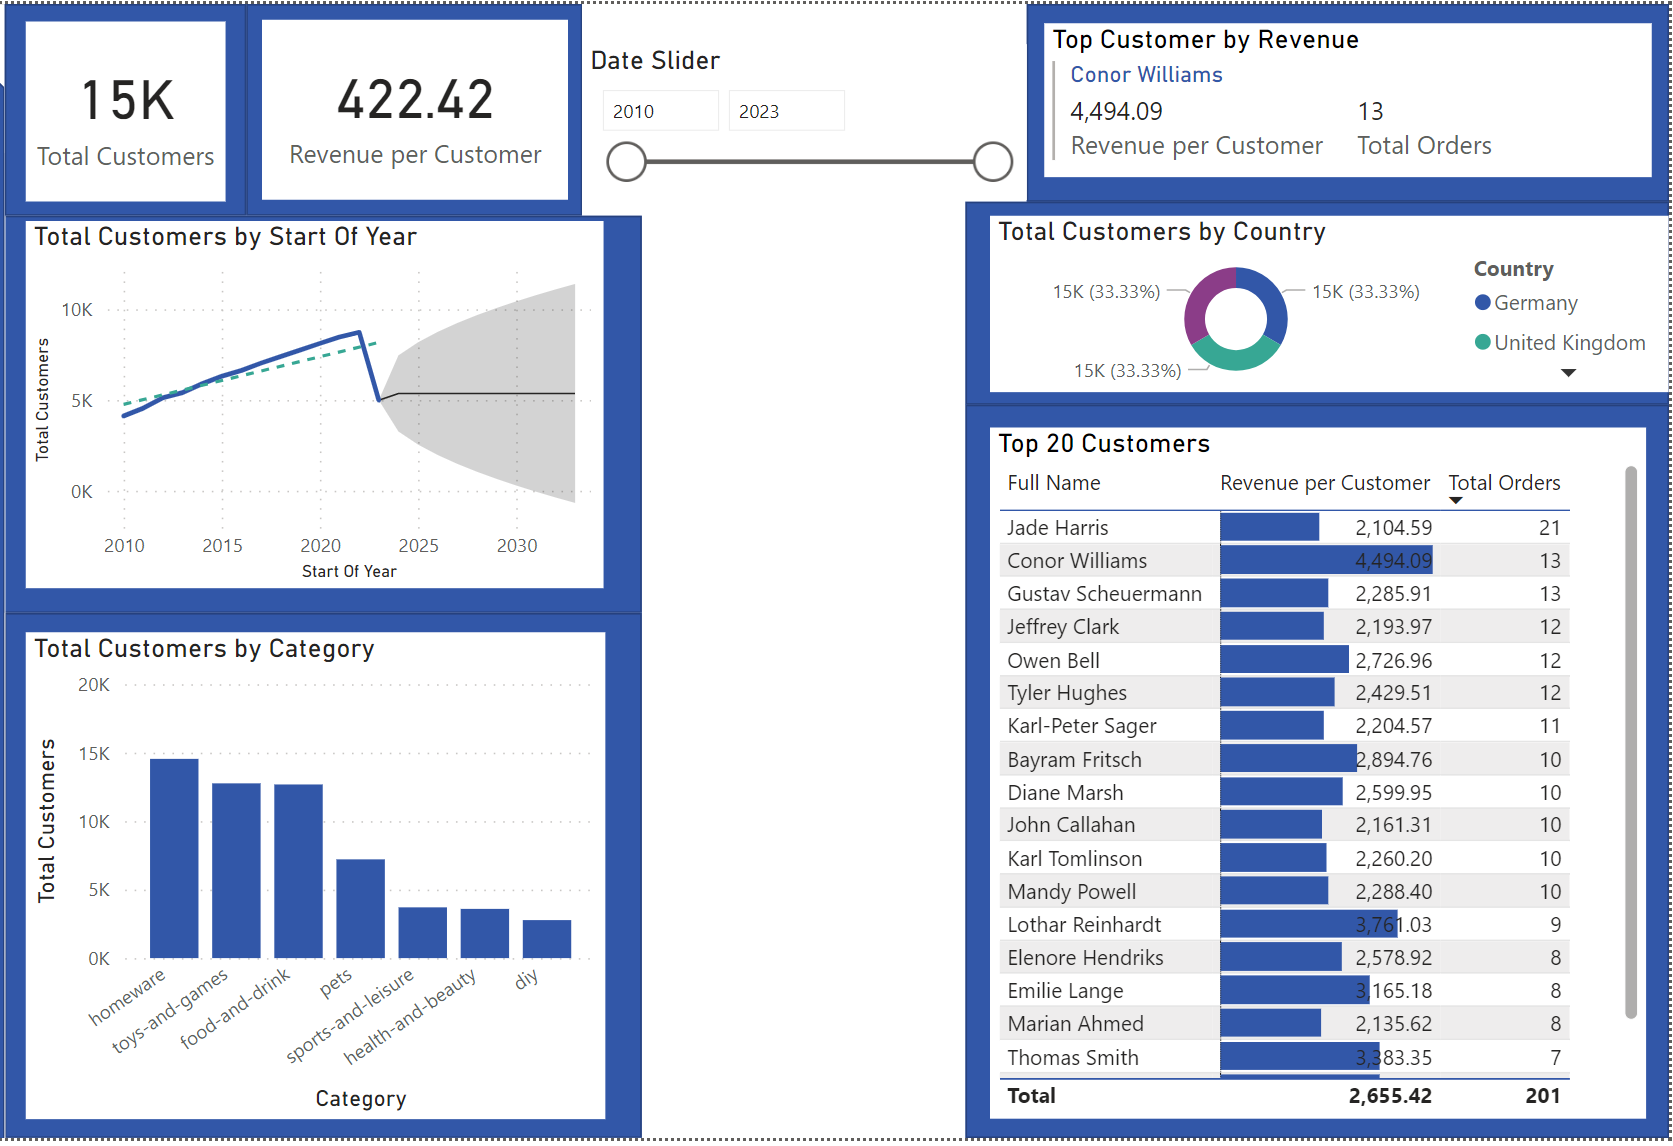 15K
Total Customers
422.42
Revenue per Customer
Date Slider
2010 2023
Top Customer by Revenue
Conor Williams
4,494.09 13
Revenue per Customer Total Orders
Total Customers by Start Of Year
Total Customers
10K
5K
0K
2010 2015 2020 2025 2030
Start Of Year
Total Customers by Country
15K (33.33%)
15K (33.33%)
15K (33.33%)
Country
Germany
United Kingdom
Total Customers by Category
Total Customers
20K
15K
10K
5K
0K
homeware
toys-and-games
food-and-drink
pets
sports-and-leisure
health-and-beauty
diy
Category
Top 20 Customers
Full Name Revenue per Customer Total Orders
Jade Harris 2,104.59 21
Conor Williams 4,494.09 13
Gustav Scheuermann 2,285.91 13
Jeffrey Clark 2,193.97 12
Owen Bell 2,726.96 12
Tyler Hughes 2,429.51 12
Karl-Peter Sager 2,204.57 11
Bayram Fritsch 2,894.76 10
Diane Marsh 2,599.95 10
John Callahan 2,161.31 10
Karl Tomlinson 2,260.20 10
Mandy Powell 2,288.40 10
Lothar Reinhardt 3,761.03 9
Elenore Hendriks 2,578.92 8
Emilie Lange 3,165.18 8
Marian Ahmed 2,135.62 8
Thomas Smith 3,383.35 7
Total 2,655.42 201